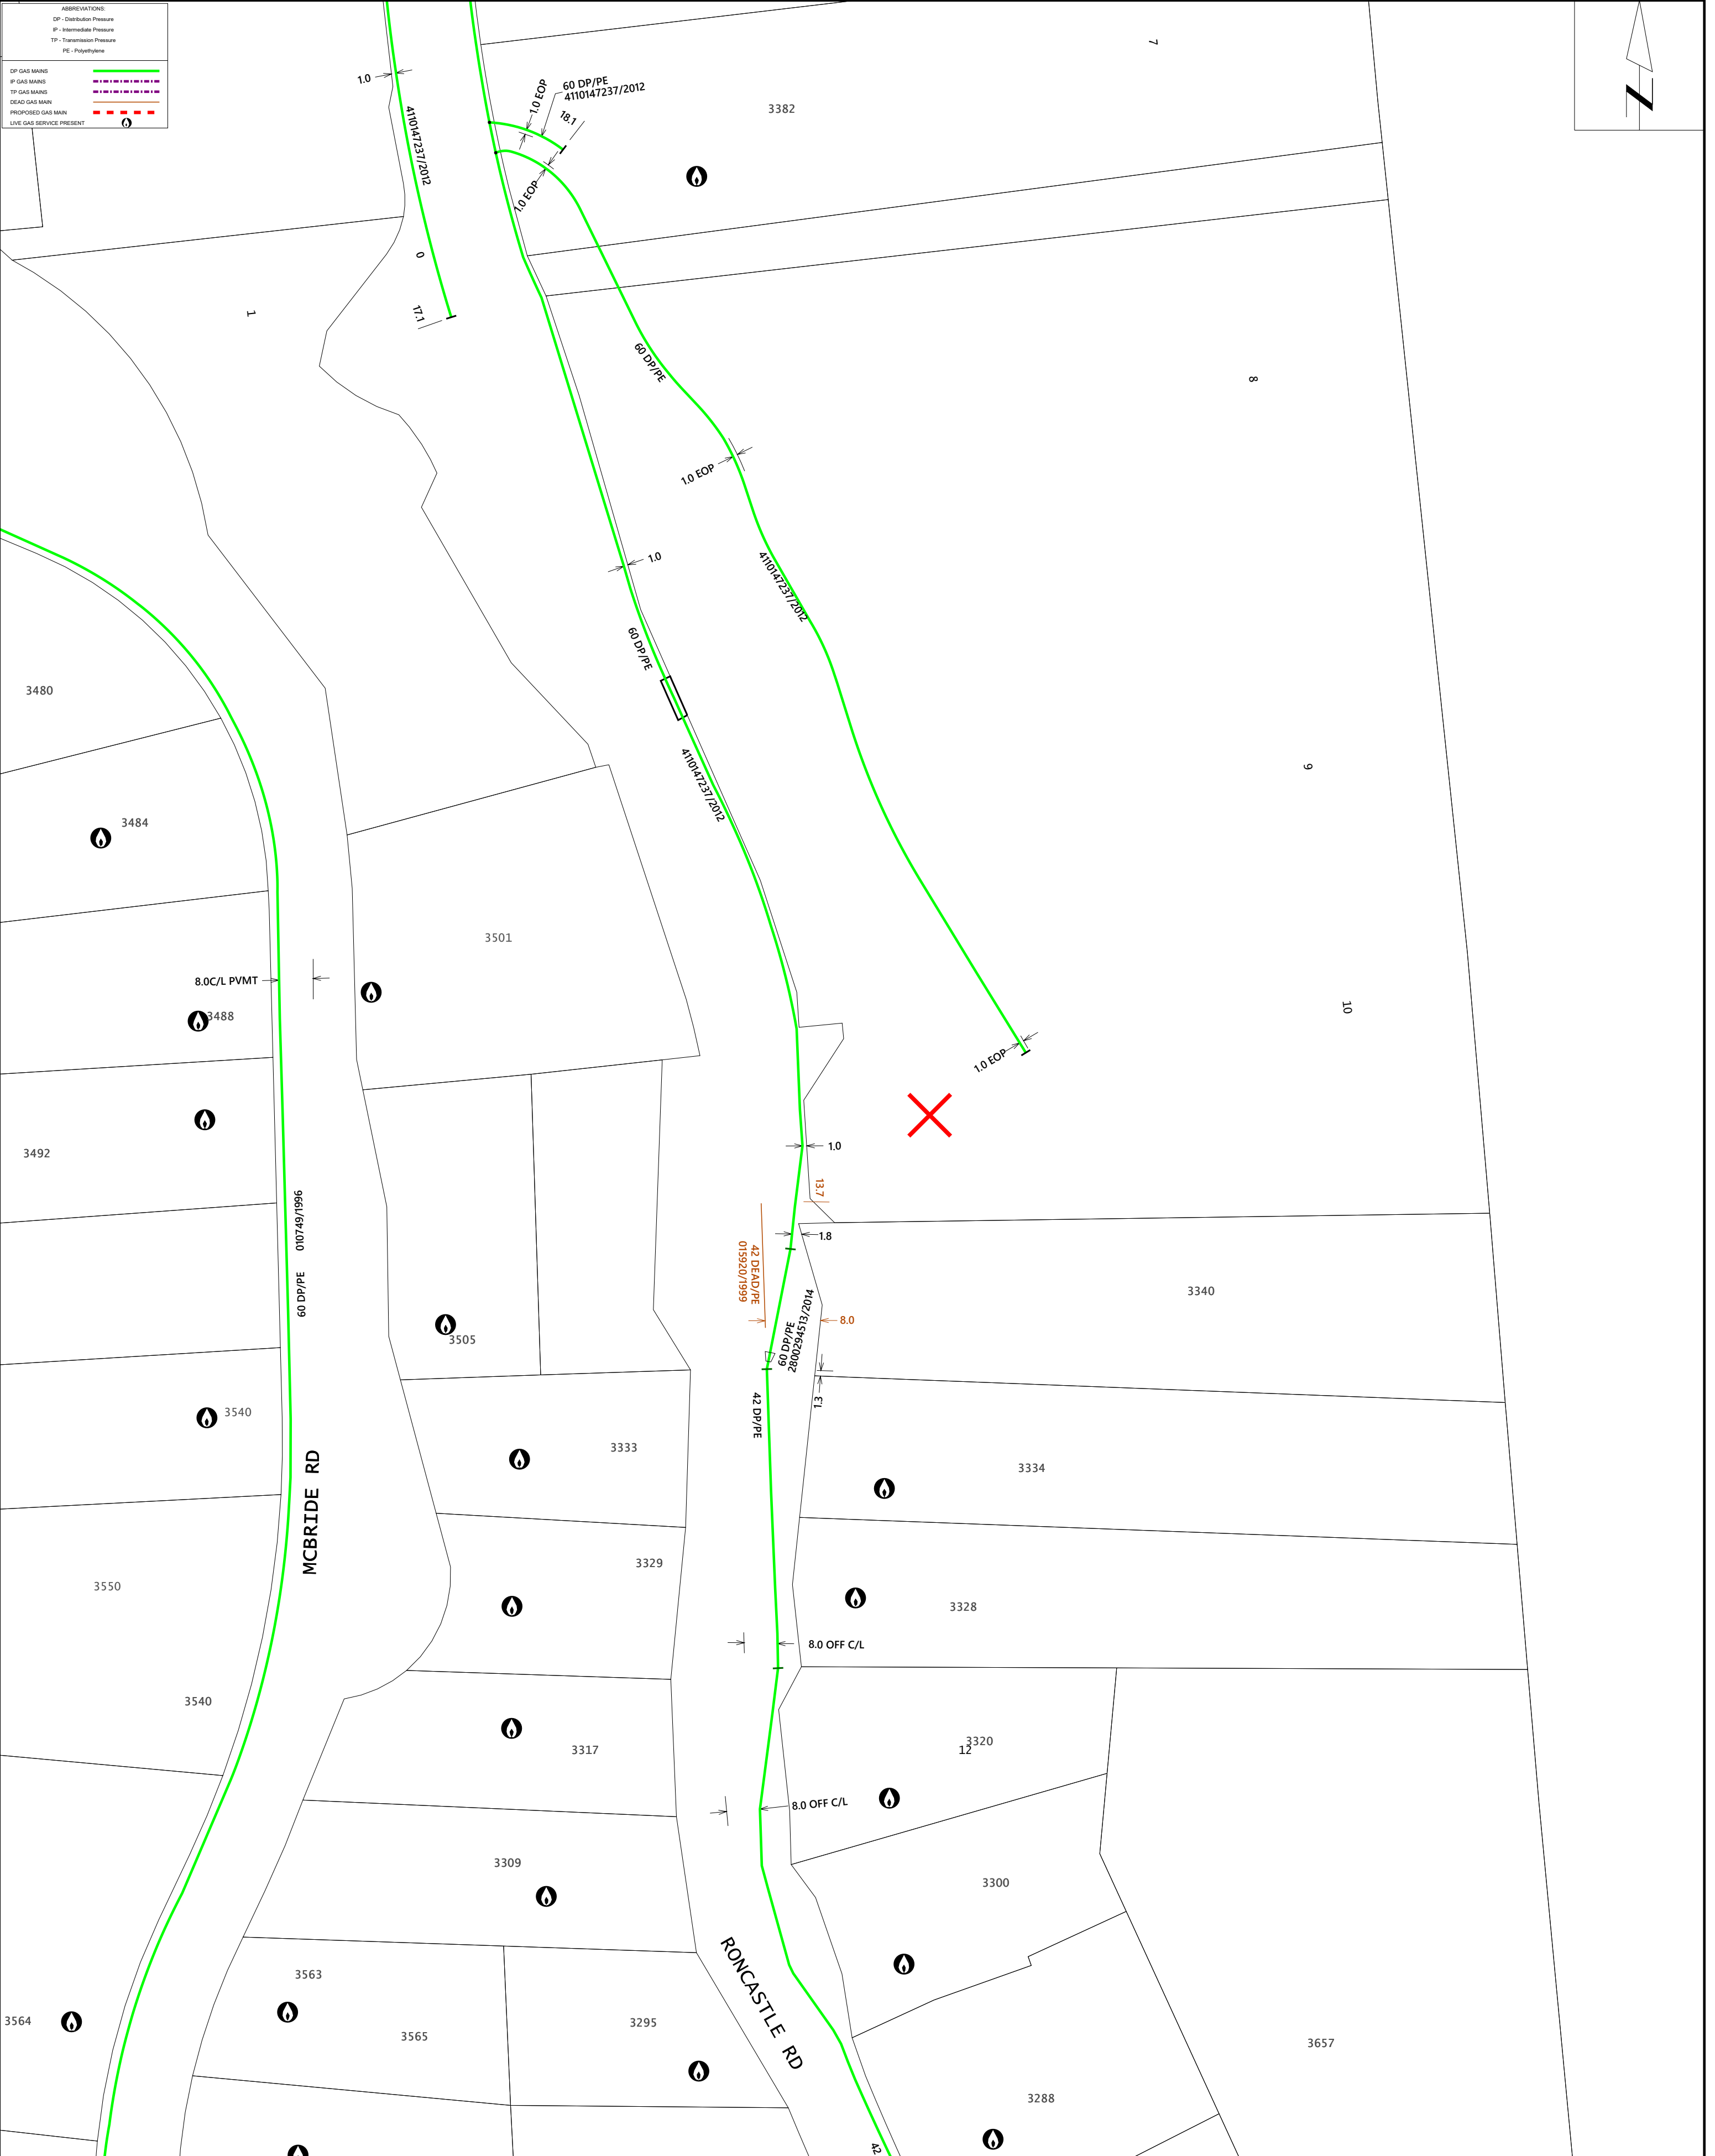 ABBREVIATIONS:
DP - Distribution Pressure
IP - Intermediate Pressure
TP - Transmission Pressure
PE - Polyethylene
DP GAS MAINS
IP GAS MAINS
TP GAS MAINS
DEAD GAS MAIN
PROPOSED GAS MAIN
LIVE GAS SERVICE PRESENT
N
7
1.0
4110147237/2012
1.0 EOP
60 DP/PE
4110147237/2012
18.1
3382
1.0 EOP
0
17.1
1
60 DP/PE
8
1.0 EOP
1.0
4110147237/2012
60 DP/PE
3480
4110147237/2012
9
3484
3501
8.0C/L PVMT
3488
10
1.0 EOP
3492
1.0
13.7
010749/1996
60 DP/PE
1.8
42 DEAD/PE
015920/1999
60 DP/PE
2800294513/2014
8.0
3340
3505
1.3
42 DP/PE
3540
3333
3334
MCBRIDE RD
3550
3329
3328
8.0 OFF C/L
3540
3317
3320
12
8.0 OFF C/L
3309
3300
RONCASTLE RD
3563
3564
3565
3295
3657
3288
42